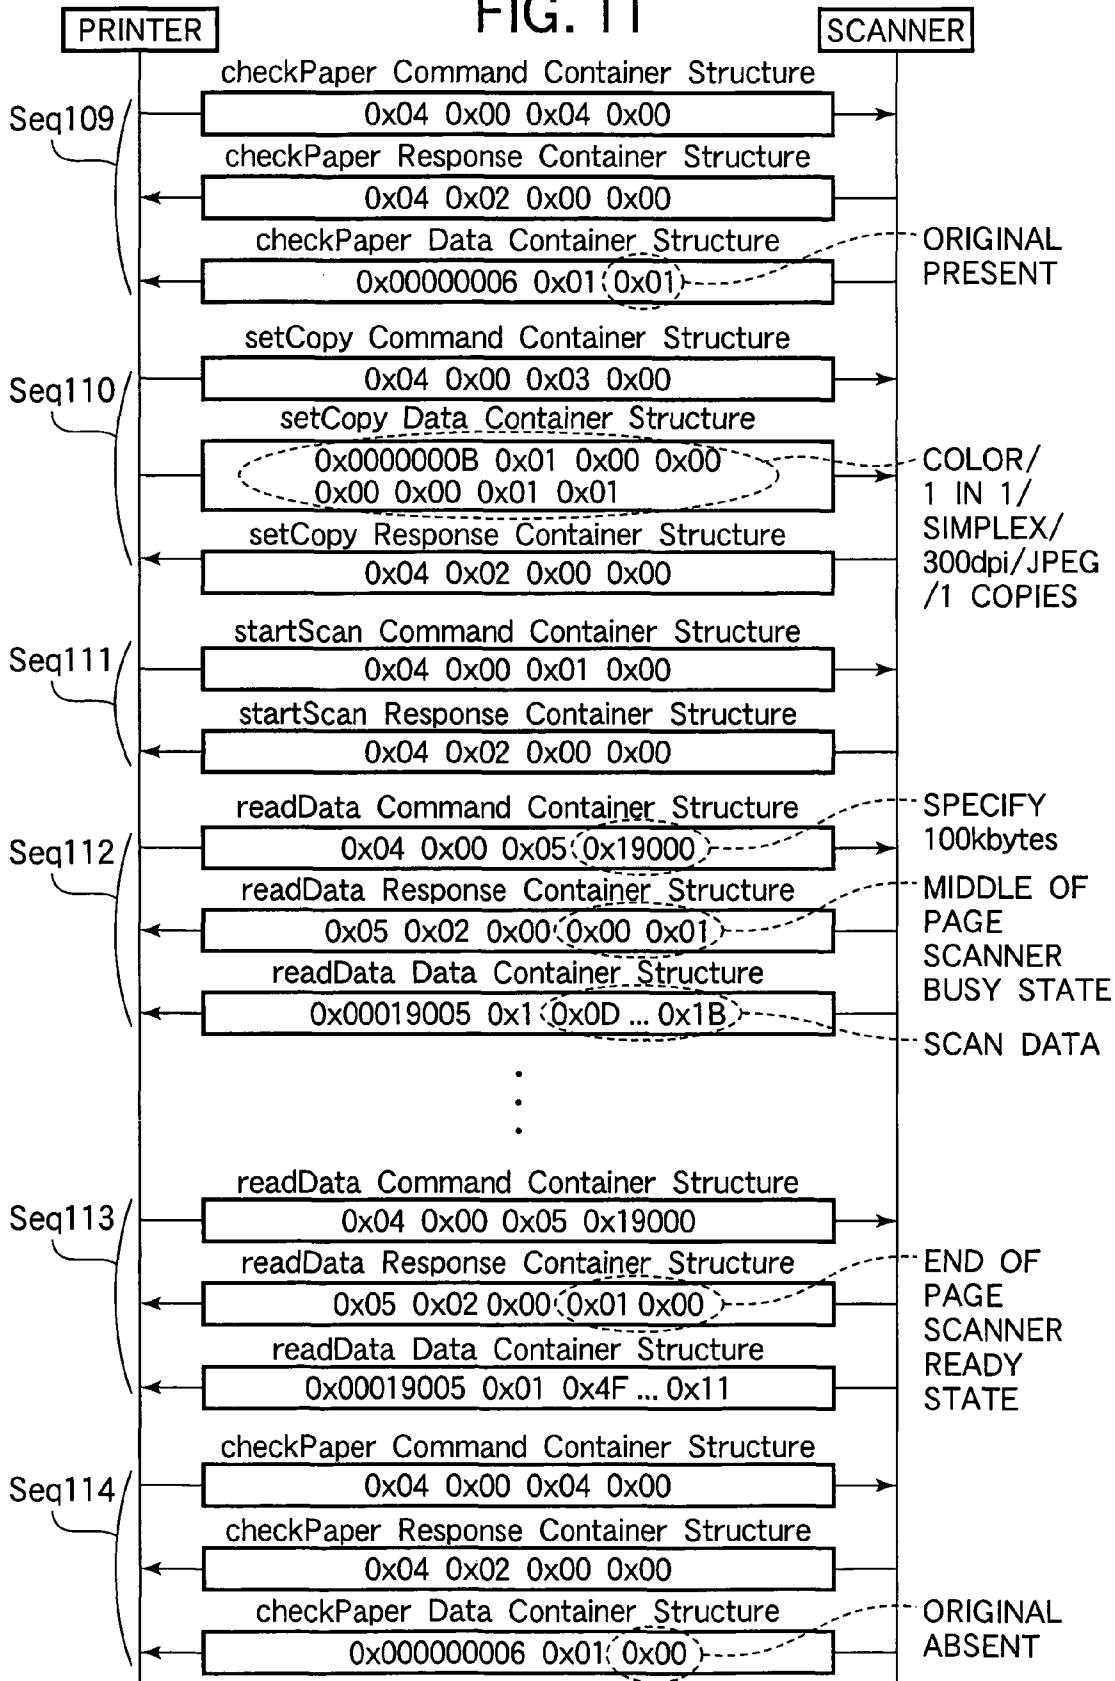 FIG. 11
PRINTER
SCANNER
checkPaper Command Container Structure
Seq109
0x04 0x00 0x04 0x00
checkPaper Response Container Structure
0x04 0x02 0x00 0x00
checkPaper Data Container Structure
0x00000006 0x01 0x01
ORIGINAL
PRESENT
setCopy Command Container Structure
Seq110
0x04 0x00 0x03 0x00
setCopy Data Container Structure
0x0000000B 0x01 0x00 0x00
0x00 0x00 0x01 0x01
COLOR/
1 IN 1/
SIMPLEX/
300dpi/JPEG
/1 COPIES
setCopy Response Container Structure
0x04 0x02 0x00 0x00
startScan Command Container Structure
Seq111
0x04 0x00 0x01 0x00
startScan Response Container Structure
0x04 0x02 0x00 0x00
readData Command Container Structure
Seq112
0x04 0x00 0x05 0x19000
SPECIFY
100kbytes
readData Response Container Structure
0x05 0x02 0x00 0x00 0x01
MIDDLE OF
PAGE
SCANNER
BUSY STATE
readData Data Container Structure
0x00019005 0x1 0x0D ... 0x1B
SCAN DATA
readData Command Container Structure
Seq113
0x04 0x00 0x05 0x19000
readData Response Container Structure
0x05 0x02 0x00 0x01 0x00
END OF
PAGE
SCANNER
READY
STATE
readData Data Container Structure
0x00019005 0x01 0x4F ... 0x11
checkPaper Command Container Structure
Seq114
0x04 0x00 0x04 0x00
checkPaper Response Container Structure
0x04 0x02 0x00 0x00
checkPaper Data Container Structure
0x000000006 0x01 0x00
ORIGINAL
ABSENT